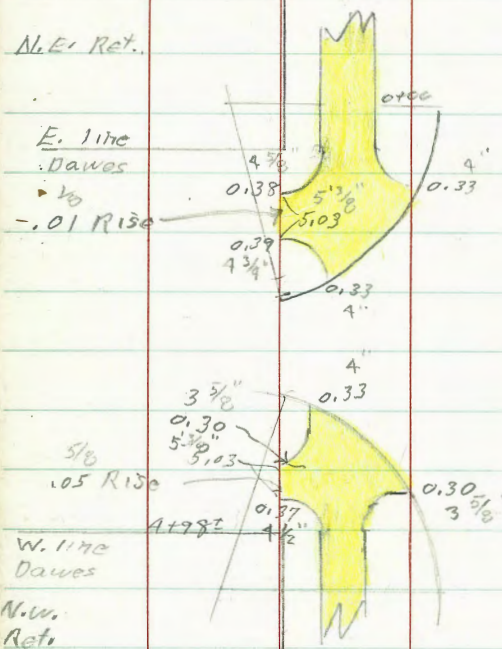 N.E. Ret.
0+00
E. line
Dawes
4 5/8"
4"
0.38
5 3/8"
0.33
1/8
-.01 Rise
5.03
0.39
4 3/4"
0.33
4"
4"
3 5/8"
0.33
0.30
5 3/8"
5/8
5.03
.05 Rise
0.30
3 5/8"
0.37
4+98±
4 1/2"
W. line
Dawes
N.W.
Ret.